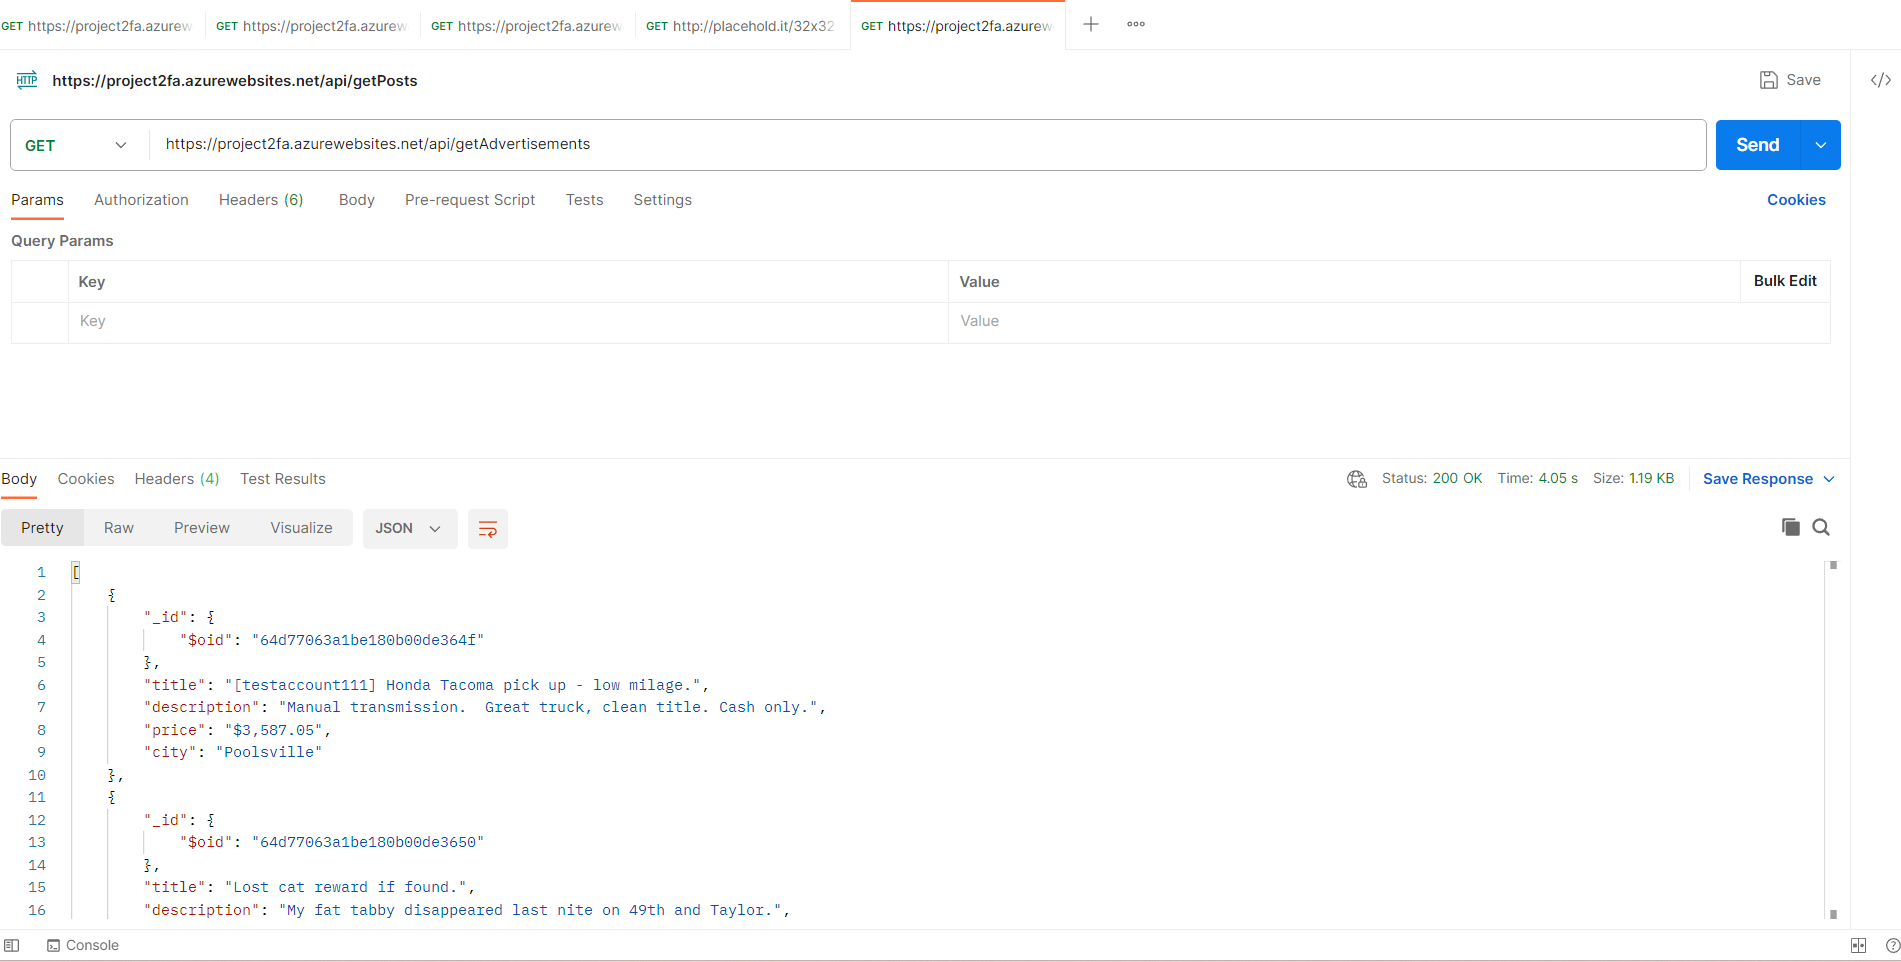 GET https://project2fa.azurew GET https://project2fa.azurew GET https://project2fa.azurew GET http://placehold.it/32x32 GET https://project2fa.azurew
HTTP https://project2fa.azurewebsites.net/api/getPosts Save </>
GET https://project2fa.azurewebsites.net/api/getAdvertisements Send
Params Authorization Headers (6) Body Pre-request Script Tests Settings Cookies
Query Params
Key Value Bulk Edit
Key Value
Body Cookies Headers (4) Test Results Status: 200 OK Time: 4.05 s Size: 1.19 KB Save Response
Pretty Raw Preview Visualize JSON
1 [
2 {
3 "_id": {
4 "$oid": "64d77063a1be180b00de364f"
5 },
6 "title": "[testaccount111] Honda Tacoma pick up - low milage.",
7 "description": "Manual transmission.  Great truck, clean title. Cash only.",
8 "price": "$3,587.05",
9 "city": "Poolsville"
10 },
11 {
12 "_id": {
13 "$oid": "64d77063a1be180b00de3650"
14 },
15 "title": "Lost cat reward if found.",
16 "description": "My fat tabby disappeared last nite on 49th and Taylor.",
Console